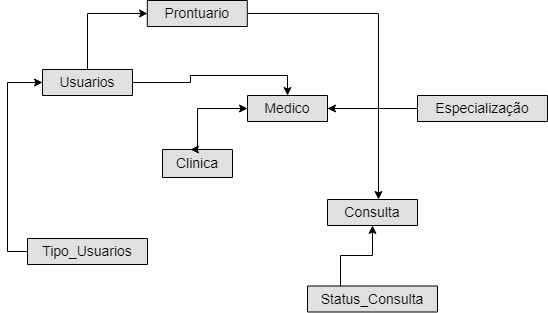 Prontuario
Usuarios
Medico
Especialização
Clinica
Consulta
Tipo_Usuarios
Status_Consulta